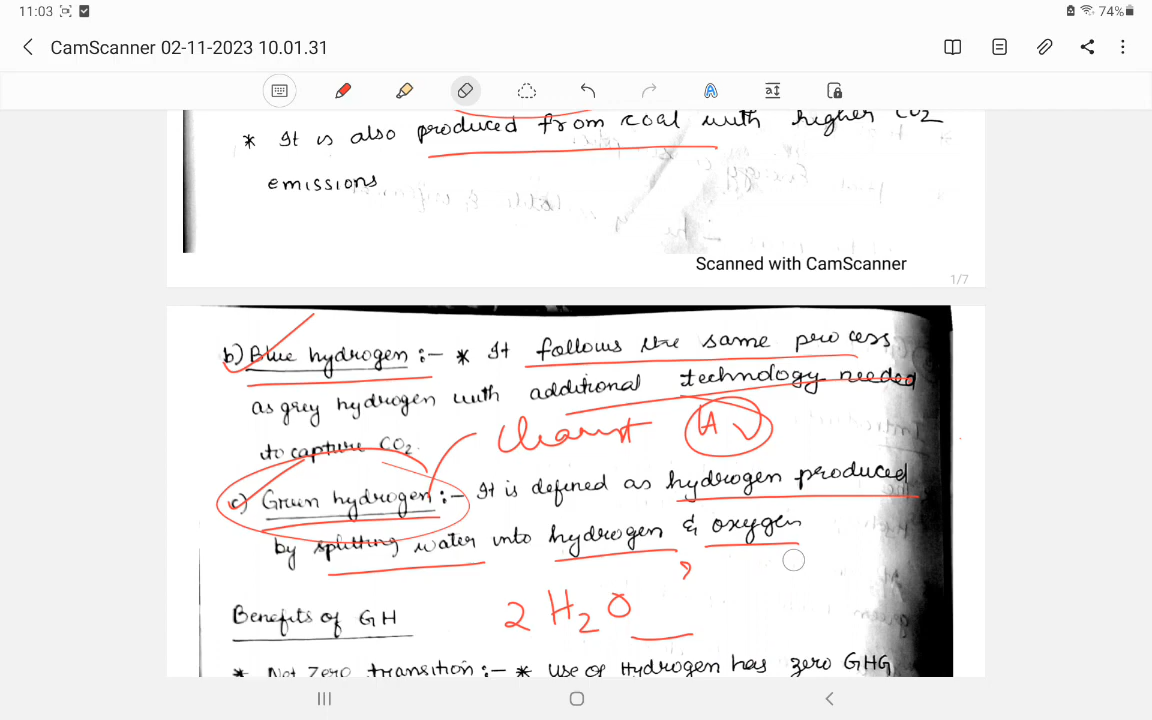 11:03
74%
CamScanner 02-11-2023 10.01.31
* It is also produced from coal with higher CO2
emissions
Scanned with CamScanner
1/7
b) Blue hydrogen :- * It follows the same process
as grey hydrogen with additional technology needed
to capture CO2.
Cleanest
c) Green hydrogen :- It is defined as hydrogen produced
by splitting water into hydrogen & oxygen
2 H2O
Benefits of GH
* Net Zero transition :- * use of Hydrogen has zero GHG